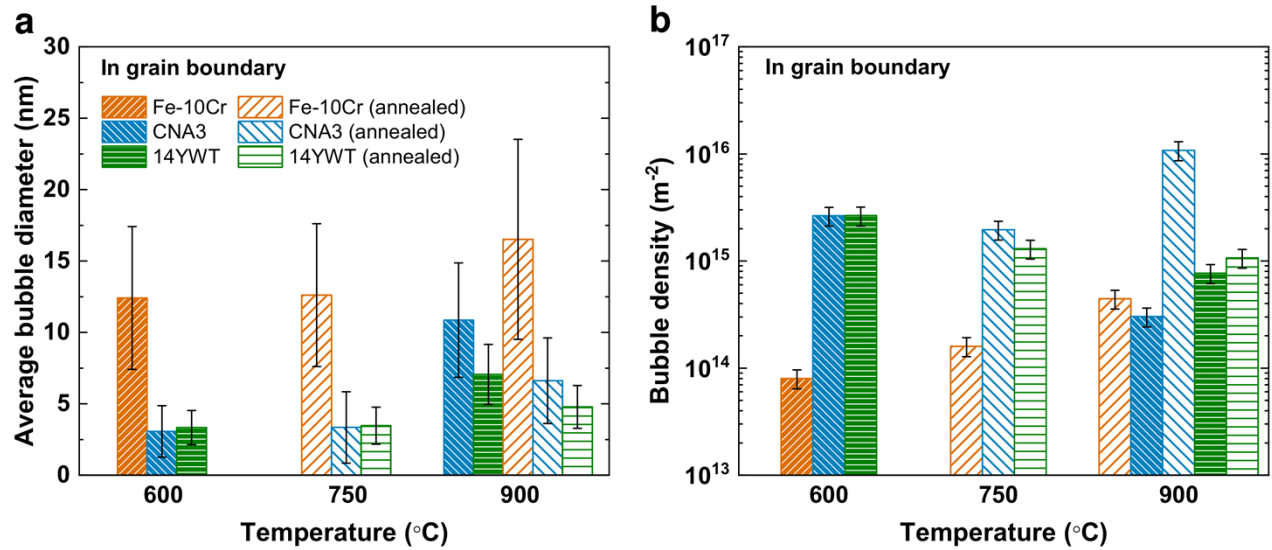 a
In grain boundary
Fe-10Cr
Fe-10Cr (annealed)
CNA3
CNA3 (annealed)
14YWT
14YWT (annealed)
30
25
20
15
10
5
0
Average bubble diameter (nm)
600
750
900
Temperature (°C)
b
In grain boundary
10^17
10^16
10^15
10^14
10^13
Bubble density (m^-2)
600
750
900
Temperature (°C)